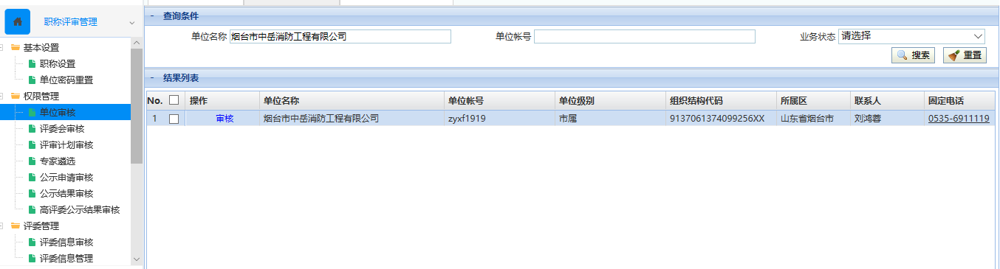 职称评审管理
基本设置
职称设置
单位密码重置
权限管理
单位审核
评委会审核
评审计划审核
专家遴选
公示申请审核
公示结果审核
高评委公示结果审核
评委管理
评委信息审核
评委信息管理
- 查询条件
单位名称 烟台市中岳消防工程有限公司 单位帐号 业务状态 请选择
搜索 重置
- 结果列表
No. 操作 单位名称 单位帐号 单位级别 组织结构代码 所属区 联系人 固定电话
1 审核 烟台市中岳消防工程有限公司 zyxf1919 市属 9137061374099256XX 山东省烟台市 刘鸿蓉 0535-6911119